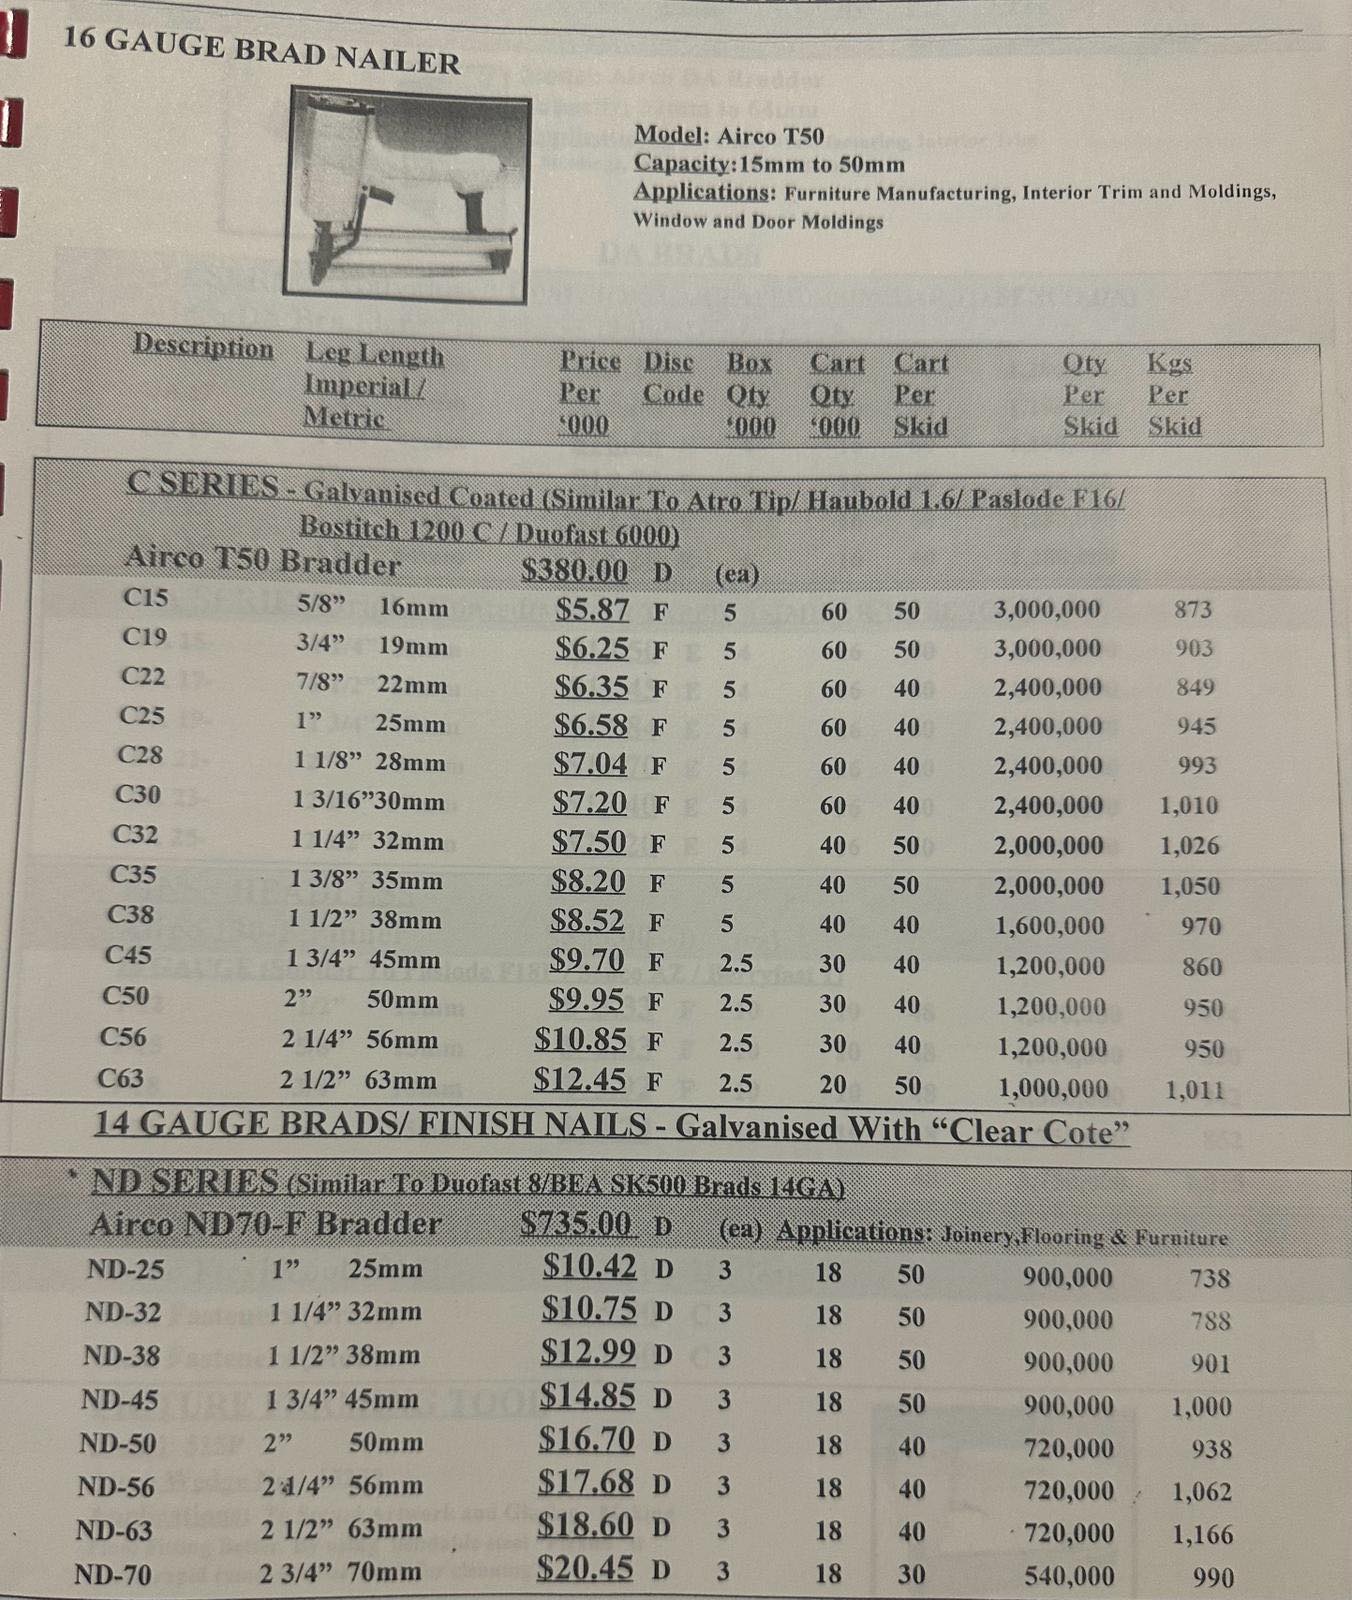 16 GAUGE BRAD NAILER
Model: Airco T50
Capacity:15mm to 50mm
Applications: Furniture Manufacturing, Interior Trim and Moldings,
Window and Door Moldings
Description Leg Length Price Disc Box Cart Cart Qty Kgs
Imperial / Per Code Qty Qty Per Per Per
Metric '000 '000 '000 Skid Skid Skid
C SERIES - Galvanised Coated (Similar To Atro Tip/ Haubold 1.6/ Paslode F16/
Bostitch 1200 C / Duofast 6000)
Airco T50 Bradder $380.00 D (ea)
C15 5/8” 16mm $5.87 F 5 60 50 3,000,000 873
C19 3/4” 19mm $6.25 F 5 60 50 3,000,000 903
C22 7/8” 22mm $6.35 F 5 60 40 2,400,000 849
C25 1” 25mm $6.58 F 5 60 40 2,400,000 945
C28 1 1/8” 28mm $7.04 F 5 60 40 2,400,000 993
C30 1 3/16”30mm $7.20 F 5 60 40 2,400,000 1,010
C32 1 1/4” 32mm $7.50 F 5 40 50 2,000,000 1,026
C35 1 3/8” 35mm $8.20 F 5 40 50 2,000,000 1,050
C38 1 1/2” 38mm $8.52 F 5 40 40 1,600,000 970
C45 1 3/4” 45mm $9.70 F 2.5 30 40 1,200,000 860
C50 2” 50mm $9.95 F 2.5 30 40 1,200,000 950
C56 2 1/4” 56mm $10.85 F 2.5 30 40 1,200,000 950
C63 2 1/2” 63mm $12.45 F 2.5 20 50 1,000,000 1,011
14 GAUGE BRADS/ FINISH NAILS - Galvanised With “Clear Cote”
ND SERIES (Similar To Duofast 8/BEA SK500 Brads 14GA)
Airco ND70-F Bradder $735.00 D (ea) Applications: Joinery,Flooring & Furniture
ND-25 1” 25mm $10.42 D 3 18 50 900,000 738
ND-32 1 1/4” 32mm $10.75 D 3 18 50 900,000 788
ND-38 1 1/2” 38mm $12.99 D 3 18 50 900,000 901
ND-45 1 3/4” 45mm $14.85 D 3 18 50 900,000 1,000
ND-50 2” 50mm $16.70 D 3 18 40 720,000 938
ND-56 2 1/4” 56mm $17.68 D 3 18 40 720,000 1,062
ND-63 2 1/2” 63mm $18.60 D 3 18 40 720,000 1,166
ND-70 2 3/4” 70mm $20.45 D 3 18 30 540,000 990